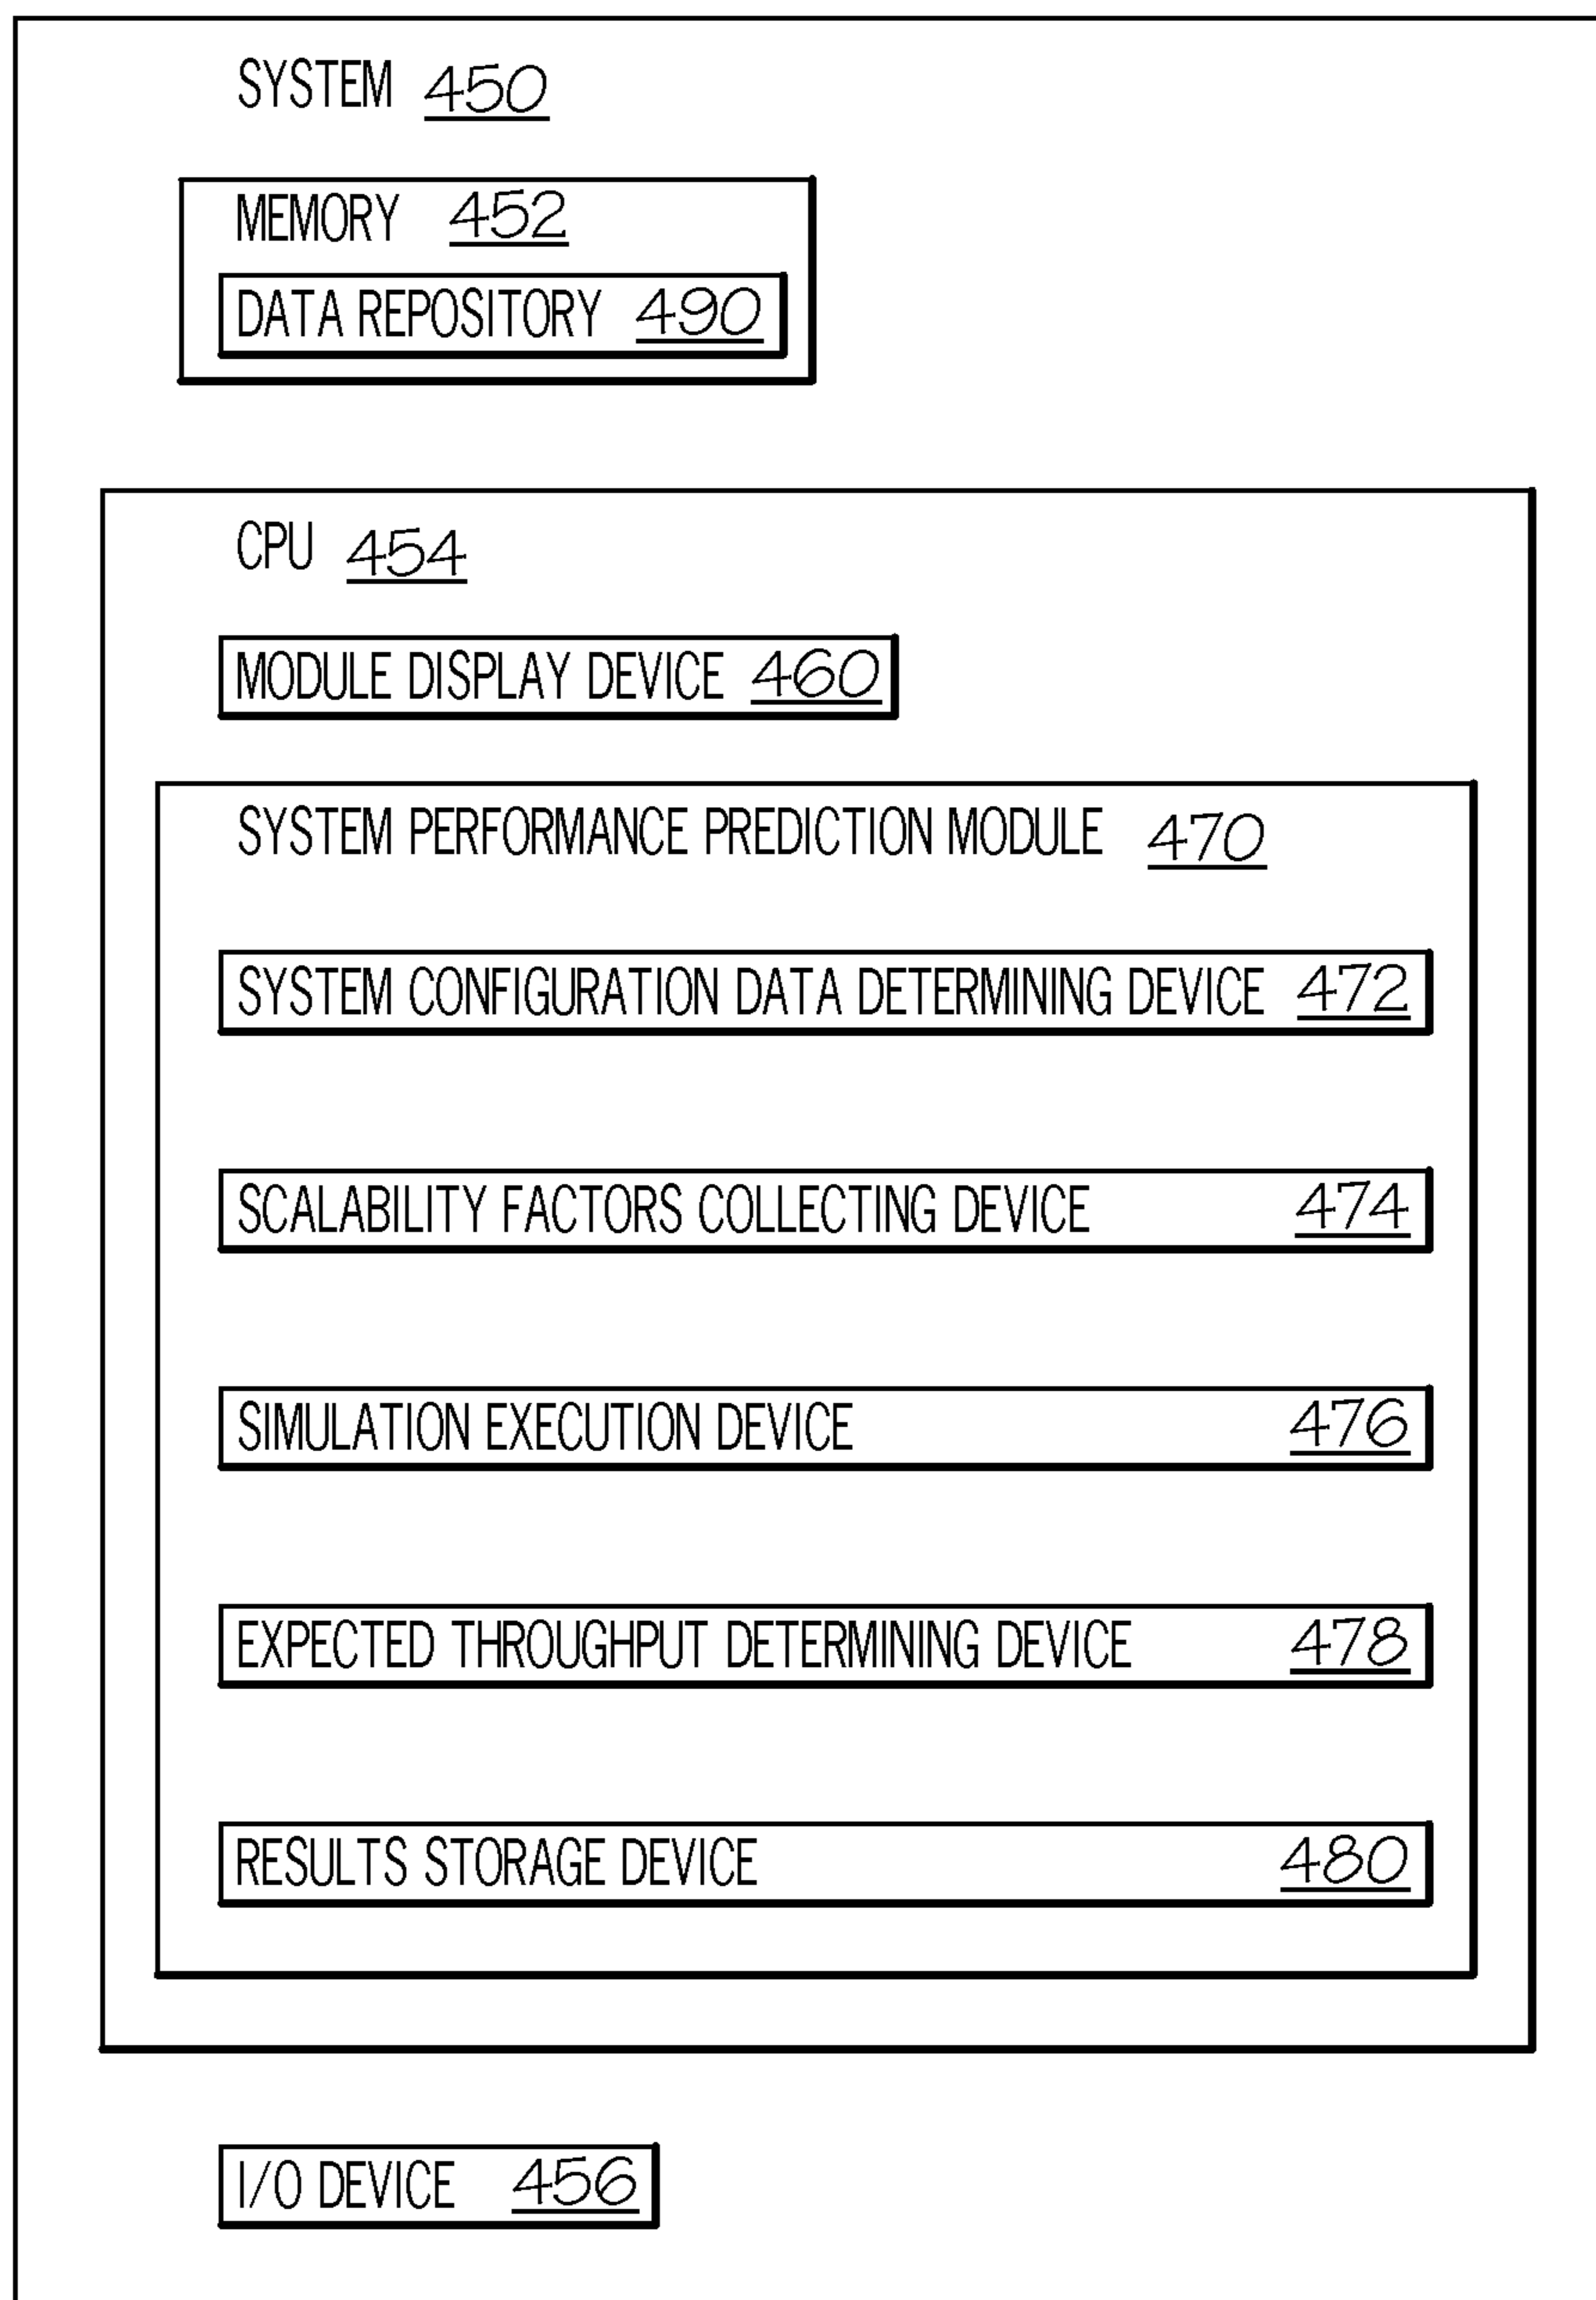 SYSTEM 450
MEMORY 452
DATA REPOSITORY 490
CPU 454
MODULE DISPLAY DEVICE 460
SYSTEM PERFORMANCE PREDICTION MODULE 470
SYSTEM CONFIGURATION DATA DETERMINING DEVICE 472
SCALABILITY FACTORS COLLECTING DEVICE 474
SIMULATION EXECUTION DEVICE 476
EXPECTED THROUGHPUT DETERMINING DEVICE 478
RESULTS STORAGE DEVICE 480
I/O DEVICE 456